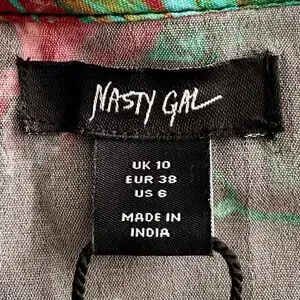 NASTY GAL
UK 10
EUR 38
US 6
MADE IN
INDIA